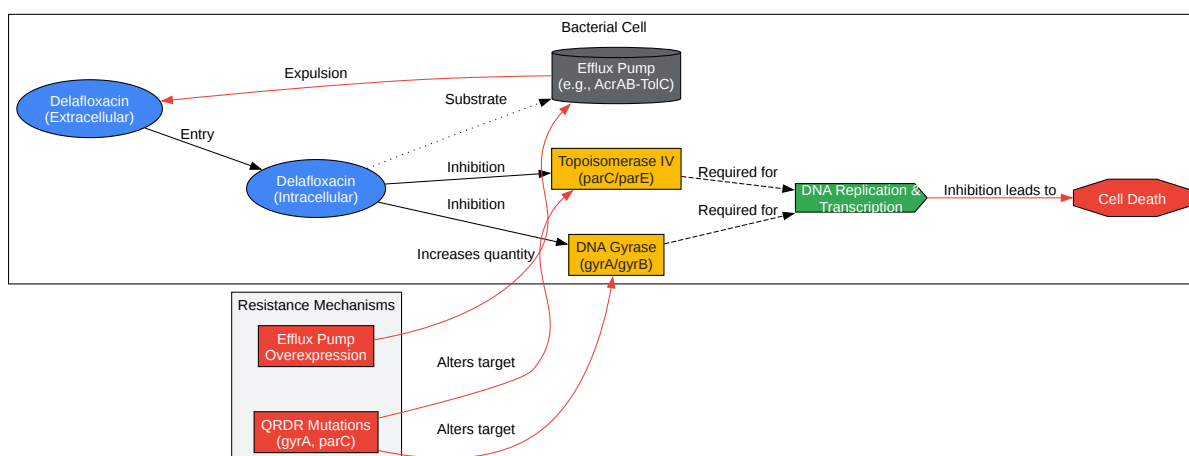 Bacterial Cell
Efflux Pump
(e.g., AcrAB-TolC)
Expulsion
Delafloxacin
(Extracellular)
Substrate
Entry
Delafloxacin
(Intracellular)
Inhibition
Topoisomerase IV
(parC/parE)
Required for
DNA Replication &
Transcription
Inhibition leads to
Cell Death
Inhibition
Required for
DNA Gyrase
(gyrA/gyrB)
Increases quantity
Resistance Mechanisms
Efflux Pump
Overexpression
Alters target
QRDR Mutations
(gyrA, parC)
Alters target